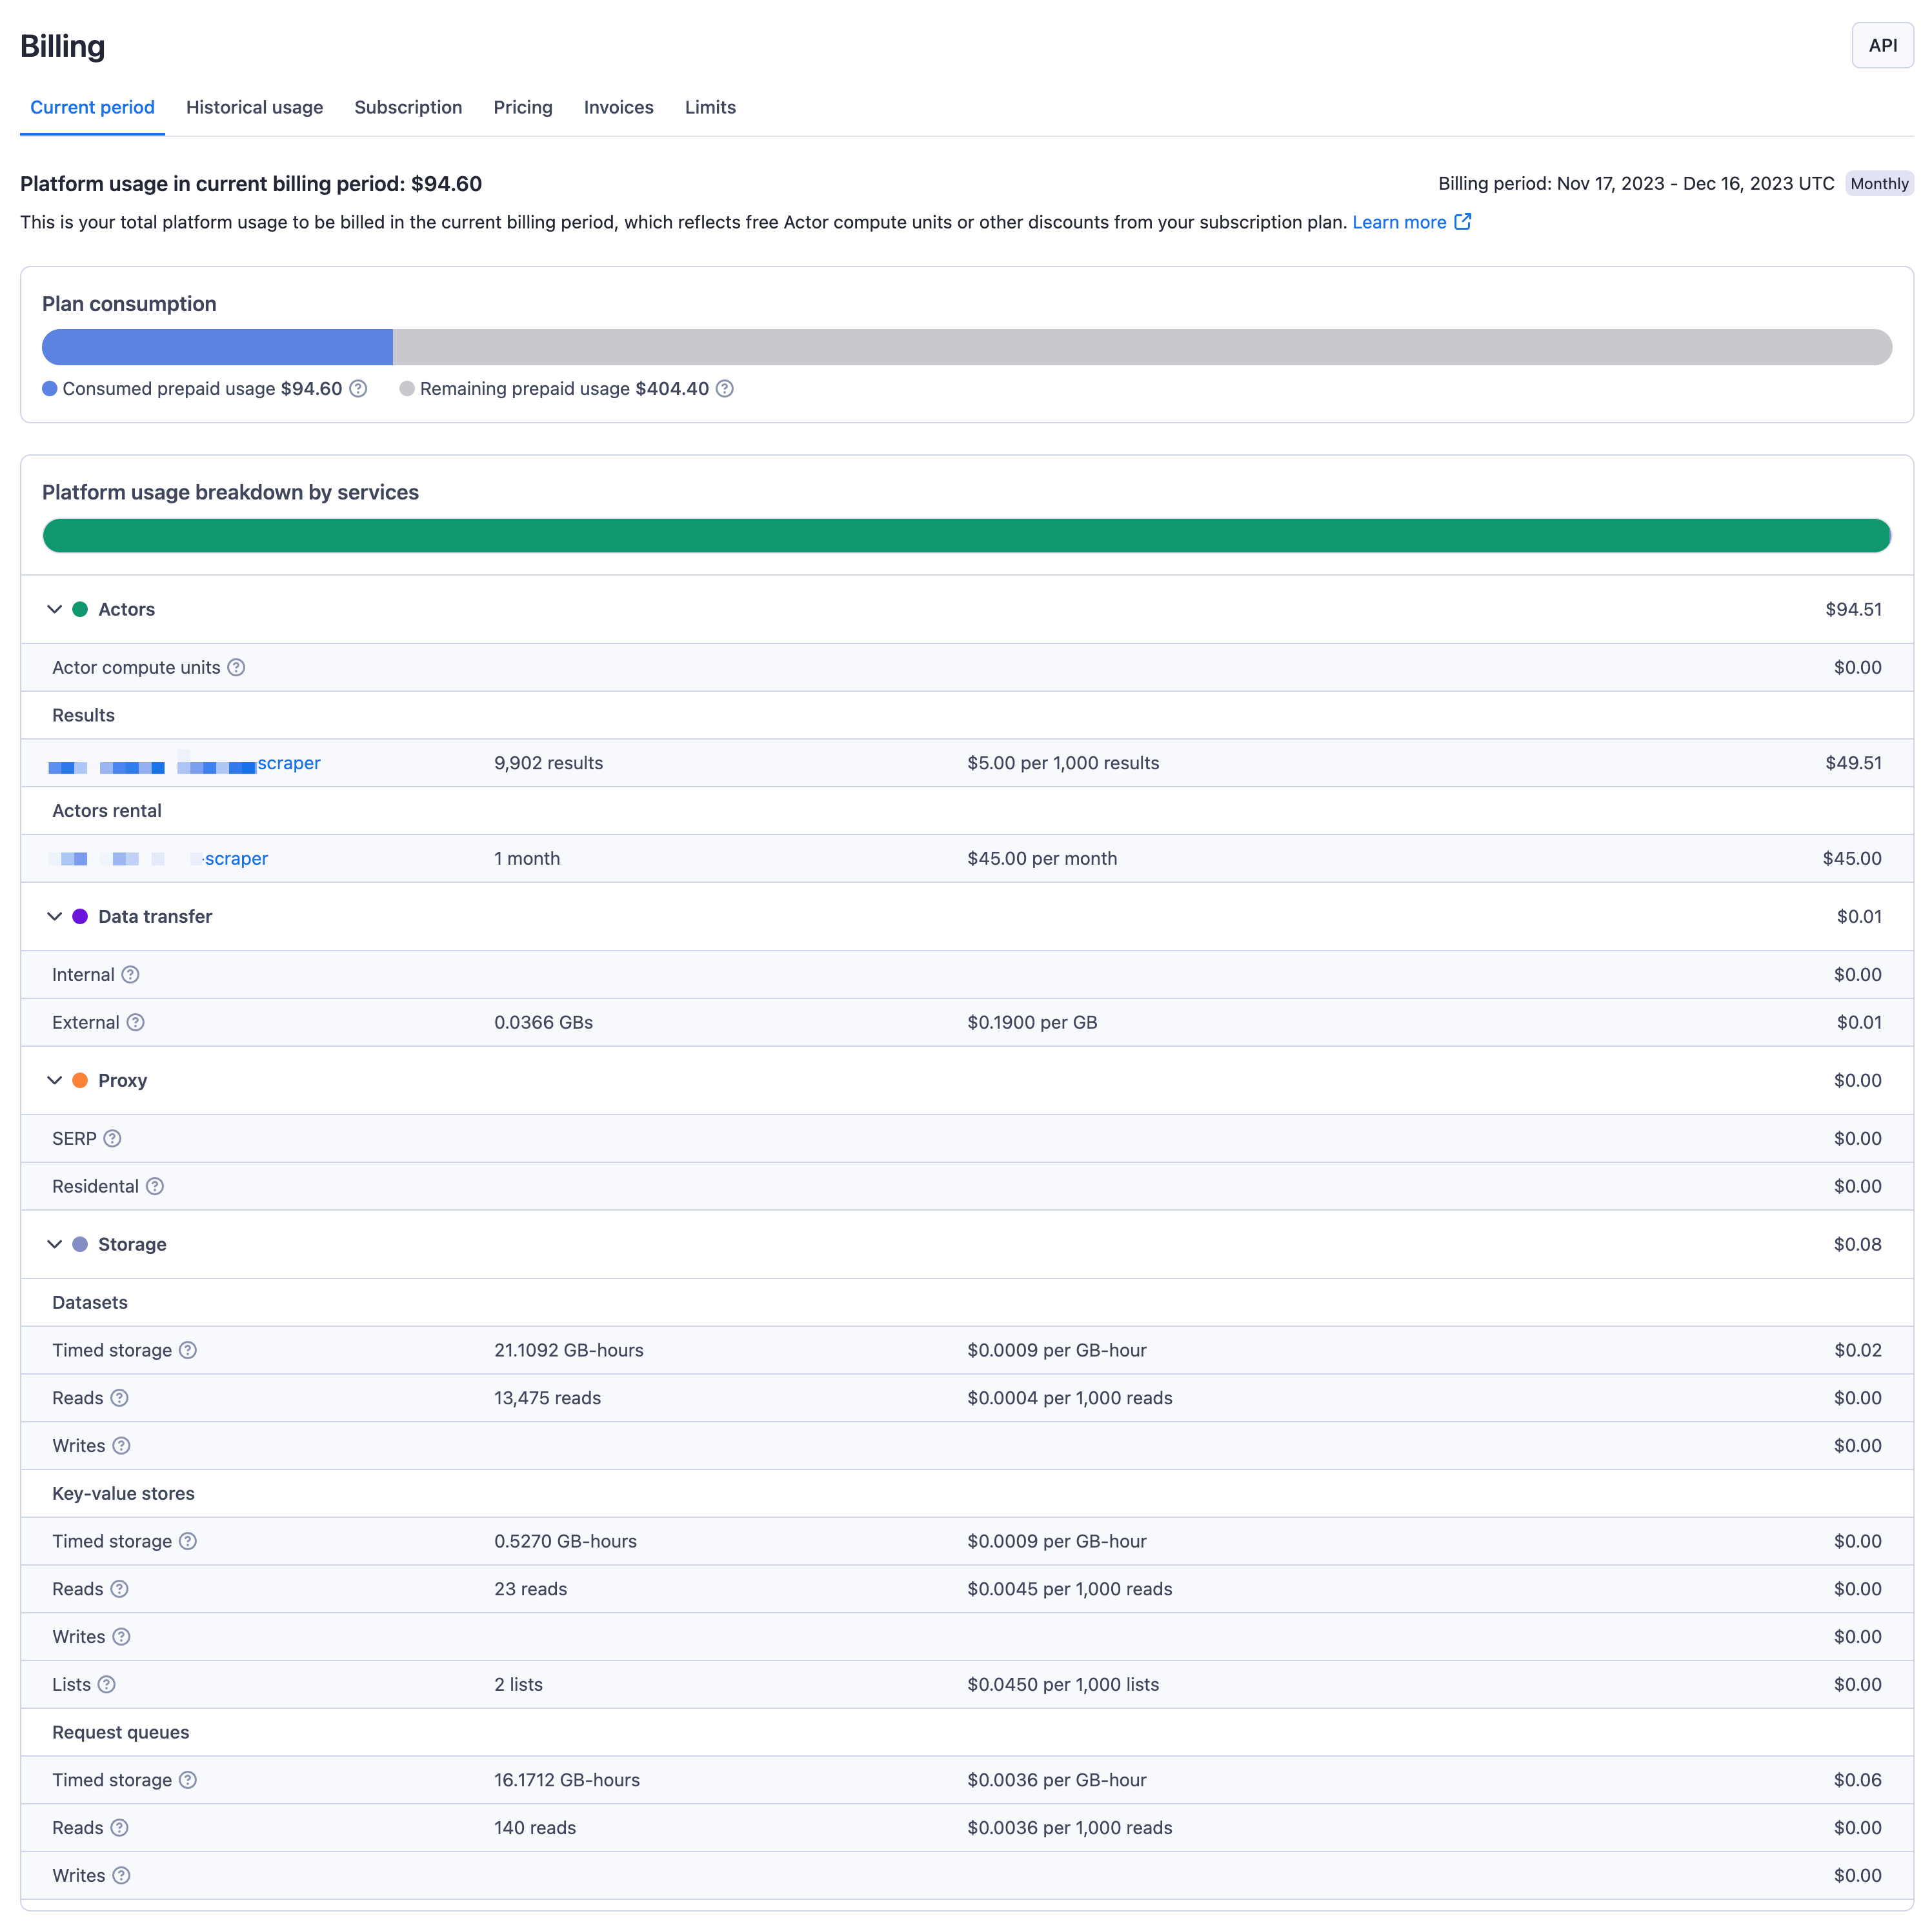 Billing
API
Current period Historical usage Subscription Pricing Invoices Limits
Platform usage in current billing period: $94.60
Billing period: Nov 17, 2023 - Dec 16, 2023 UTC Monthly
This is your total platform usage to be billed in the current billing period, which reflects free Actor compute units or other discounts from your subscription plan. Learn more
Plan consumption
Consumed prepaid usage $94.60 Remaining prepaid usage $404.40
Platform usage breakdown by services
Actors $94.51
Actor compute units $0.00
Results
scraper 9,902 results $5.00 per 1,000 results $49.51
Actors rental
-scraper 1 month $45.00 per month $45.00
Data transfer $0.01
Internal $0.00
External 0.0366 GBs $0.1900 per GB $0.01
Proxy $0.00
SERP $0.00
Residental $0.00
Storage $0.08
Datasets
Timed storage 21.1092 GB-hours $0.0009 per GB-hour $0.02
Reads 13,475 reads $0.0004 per 1,000 reads $0.00
Writes $0.00
Key-value stores
Timed storage 0.5270 GB-hours $0.0009 per GB-hour $0.00
Reads 23 reads $0.0045 per 1,000 reads $0.00
Writes $0.00
Lists 2 lists $0.0450 per 1,000 lists $0.00
Request queues
Timed storage 16.1712 GB-hours $0.0036 per GB-hour $0.06
Reads 140 reads $0.0036 per 1,000 reads $0.00
Writes $0.00